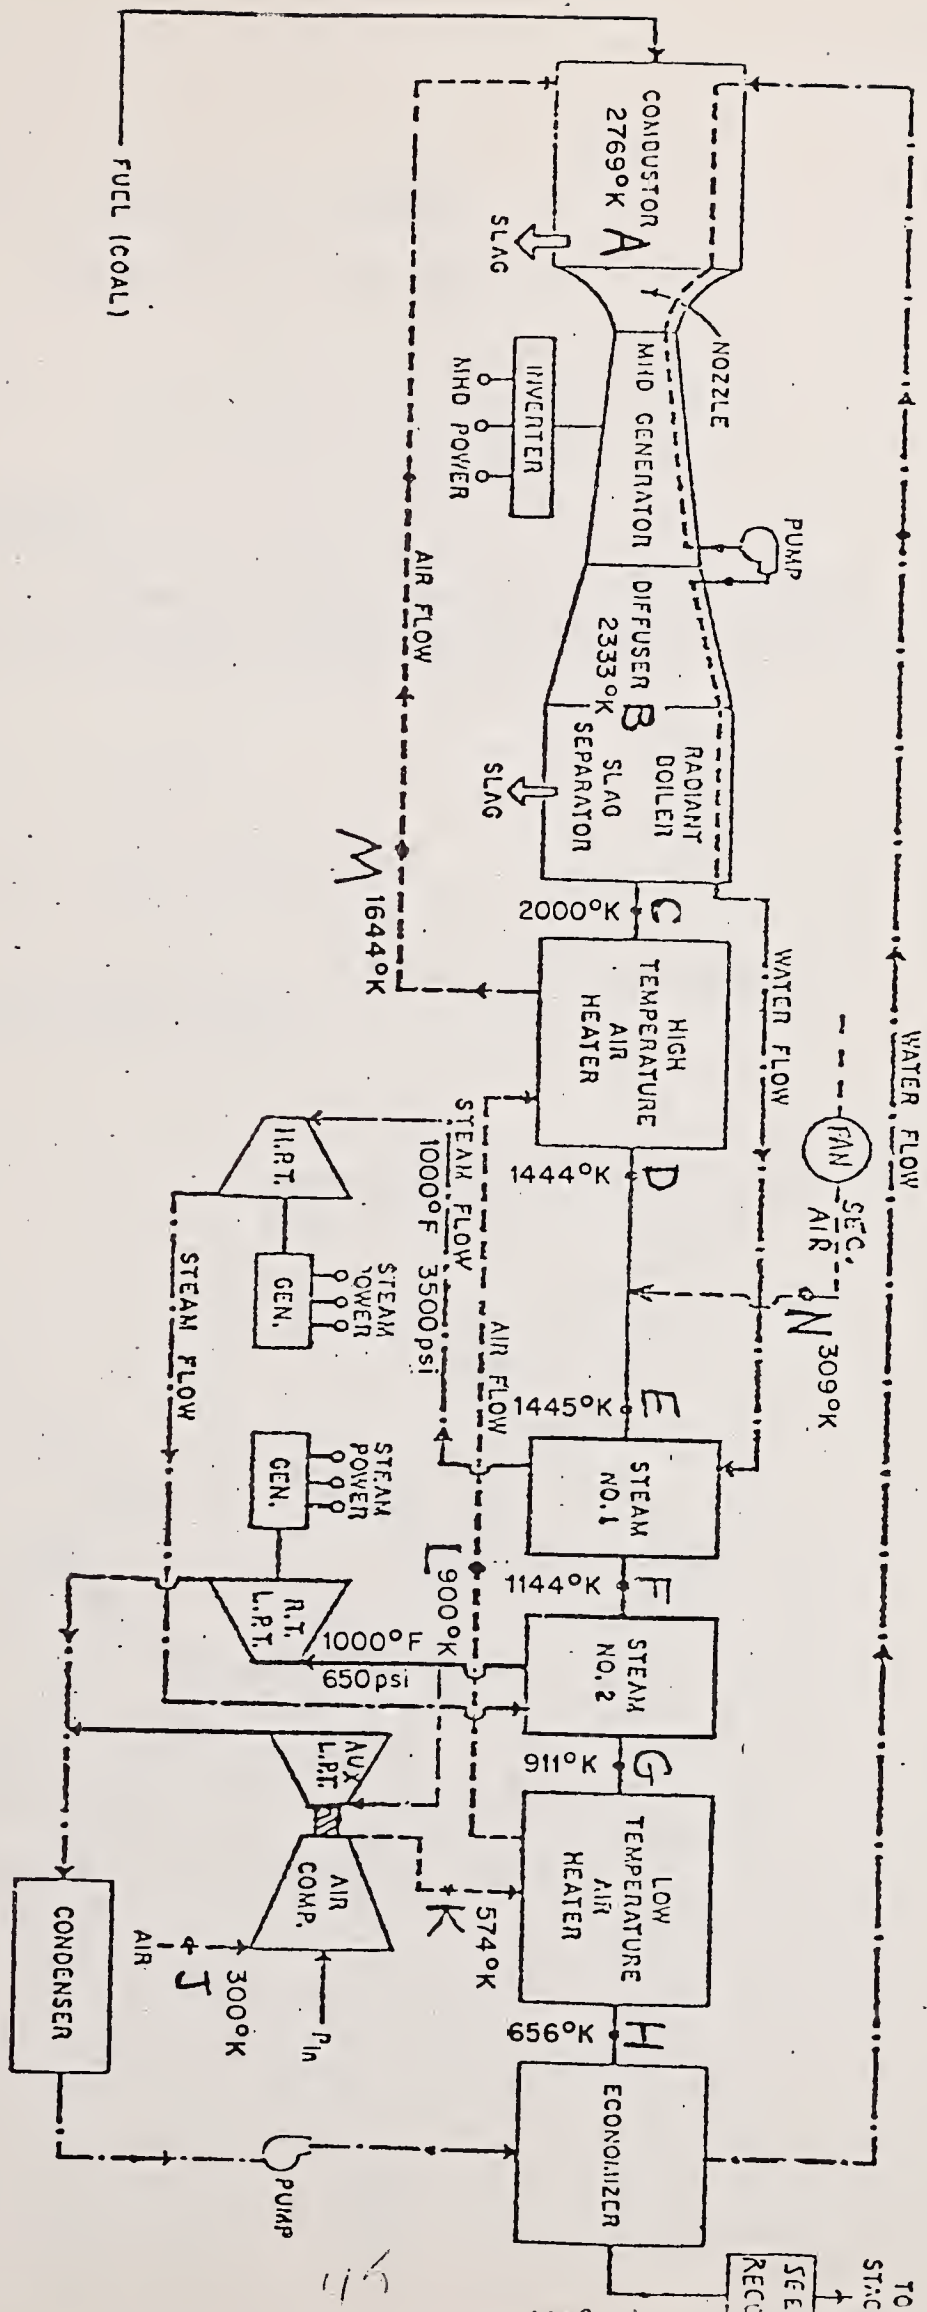 FUEL (COAL)
COMBUSTOR
2769°K
A
SLAG
NOZZLE
MHD GENERATOR
INVERTER
MHD POWER
PUMP
DIFFUSER
2333°K
B
RADIANT
BOILER
SLAG
SEPARATOR
SLAG
AIR FLOW
M
1644°K
C
2000°K
HIGH
TEMPERATURE
AIR
HEATER
WATER FLOW
WATER FLOW
FAN
SEC.
AIR
N
309°K
D
1444°K
E
1445°K
STEAM
NO. 1
F
1144°K
STEAM
NO. 2
G
911°K
LOW
TEMPERATURE
AIR
HEATER
H
656°K
ECONOMIZER
TO
STEAM FLOW
1000°F 3500psi
AIR FLOW
L
900°K
H.P.T.
GEN.
STEAM
POWER
STEAM FLOW
GEN.
STEAM
POWER
R.T.
L.P.T.
1000°F
650psi
AUX
L.P.T.
AIR
COMP.
K
574°K
AIR
J
300°K
CONDENSER
PUMP